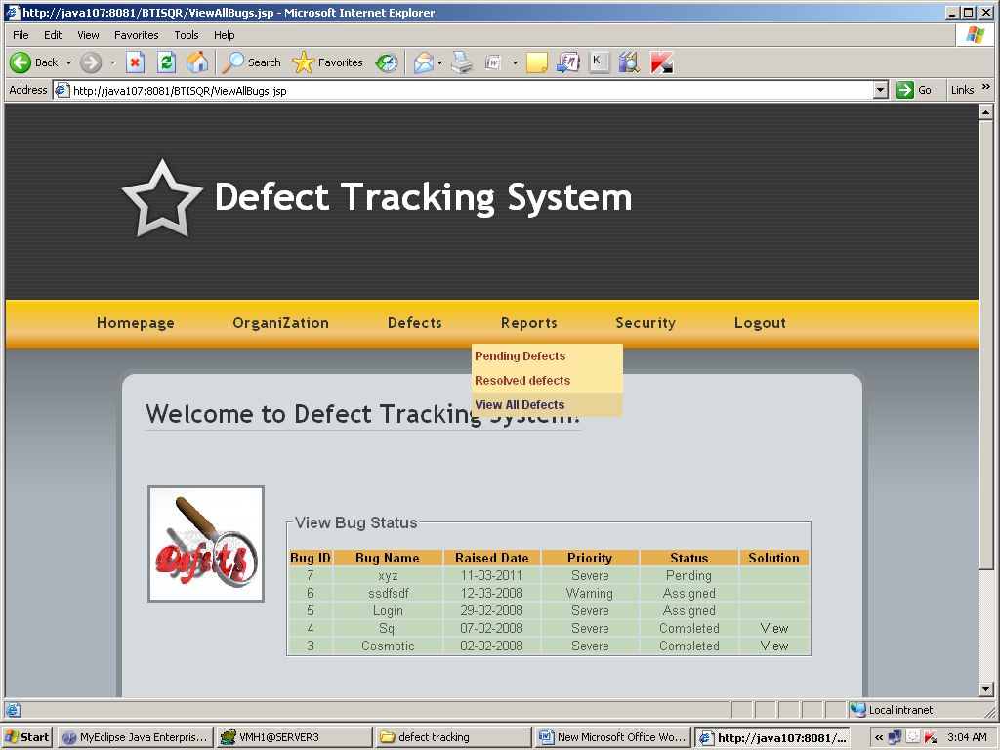 http://java107:8081/BTISQR/ViewAllBugs.jsp - Microsoft Internet Explorer
File Edit View Favorites Tools Help
Back Search Favorites
Address http://java107:8081/BTISQR/ViewAllBugs.jsp Go Links »
Defect Tracking System
Homepage OrganiZation Defects Reports Security Logout
Pending Defects
Resolved defects
View All Defects
Welcome to Defect Tracking System!
Defects
View Bug Status
Bug ID Bug Name Raised Date Priority Status Solution
7 xyz 11-03-2011 Severe Pending
6 ssdfsdf 12-03-2008 Warning Assigned
5 Login 29-02-2008 Severe Assigned
4 Sql 07-02-2008 Severe Completed View
3 Cosmotic 02-02-2008 Severe Completed View
Local intranet
Start MyEclipse Java Enterpris... VMH1@SERVER3 defect tracking New Microsoft Office Wo... http://java107:8081/... « 3:04 AM